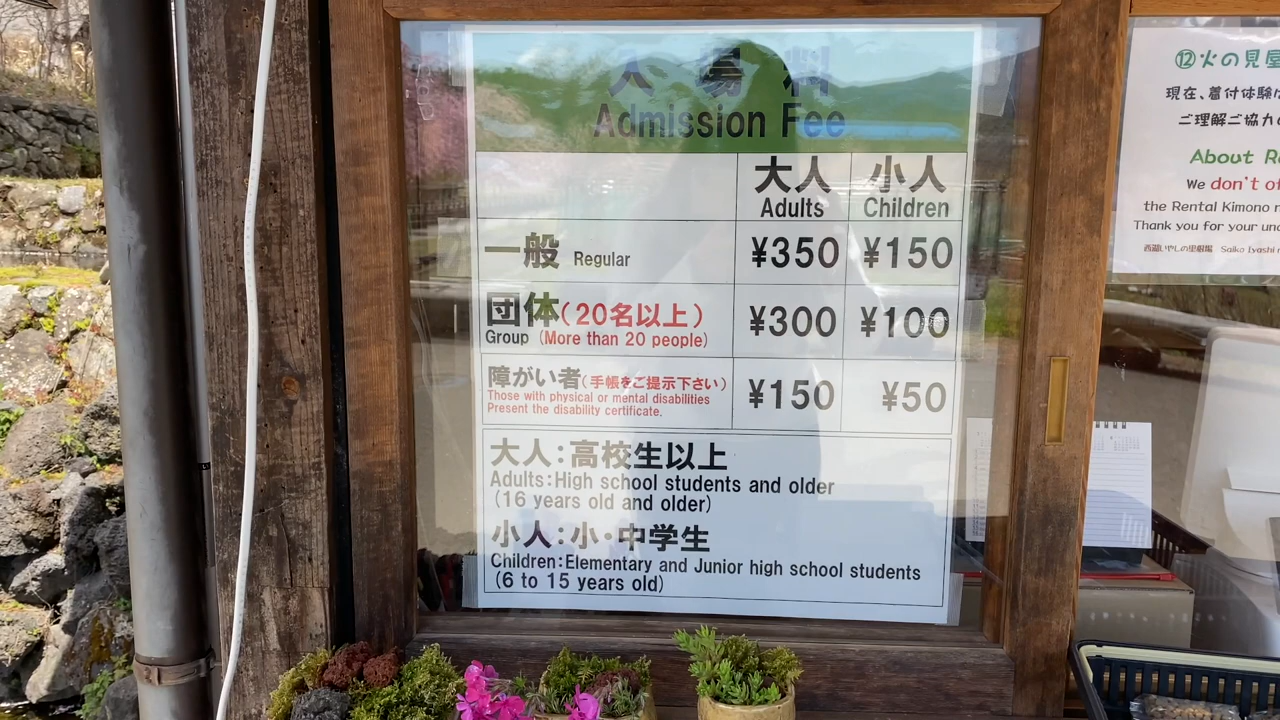 入場料
Admission Fee
大人 小人
Adults Children
一般 Regular ¥350 ¥150
団体(20名以上) ¥300 ¥100
Group (More than 20 people)
障がい者(手帳をご提示下さい) ¥150 ¥50
Those with physical or mental disabilities
Present the disability certificate.
大人:高校生以上
Adults:High school students and older
(16 years old and older)
小人:小・中学生
Children:Elementary and Junior high school students
(6 to 15 years old)
⑫火の見屋
現在、着付体験
ご理解ご協力
About
We don't
the Rental Kimono
Thank you for your
西湖いやしの里根場 Saiko Iyashi